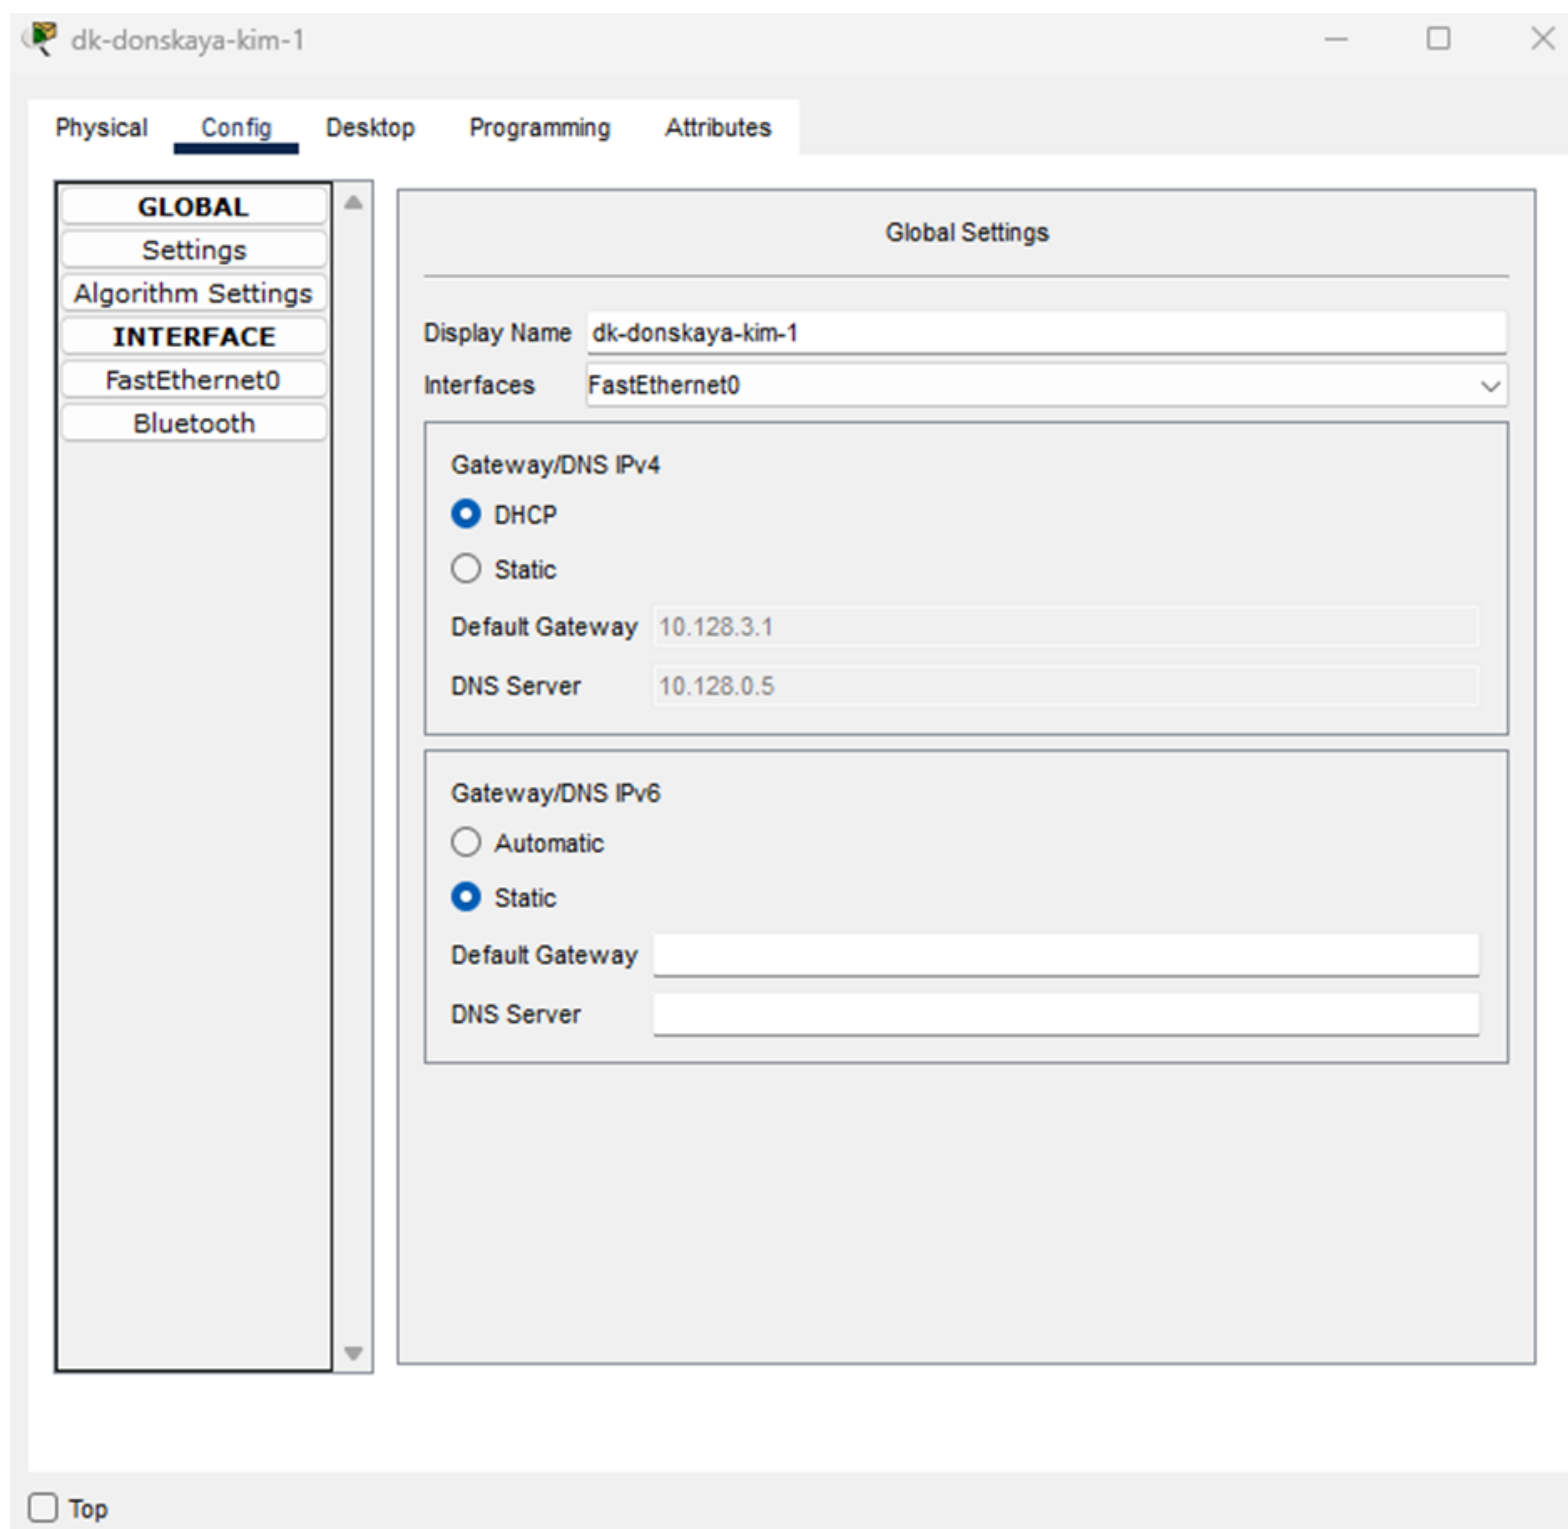 dk-donskaya-kim-1
Physical Config Desktop Programming Attributes
GLOBAL
Settings
Algorithm Settings
INTERFACE
FastEthernet0
Bluetooth
Global Settings
Display Name dk-donskaya-kim-1
Interfaces FastEthernet0
Gateway/DNS IPv4
DHCP
Static
Default Gateway 10.128.3.1
DNS Server 10.128.0.5
Gateway/DNS IPv6
Automatic
Static
Default Gateway
DNS Server
Top